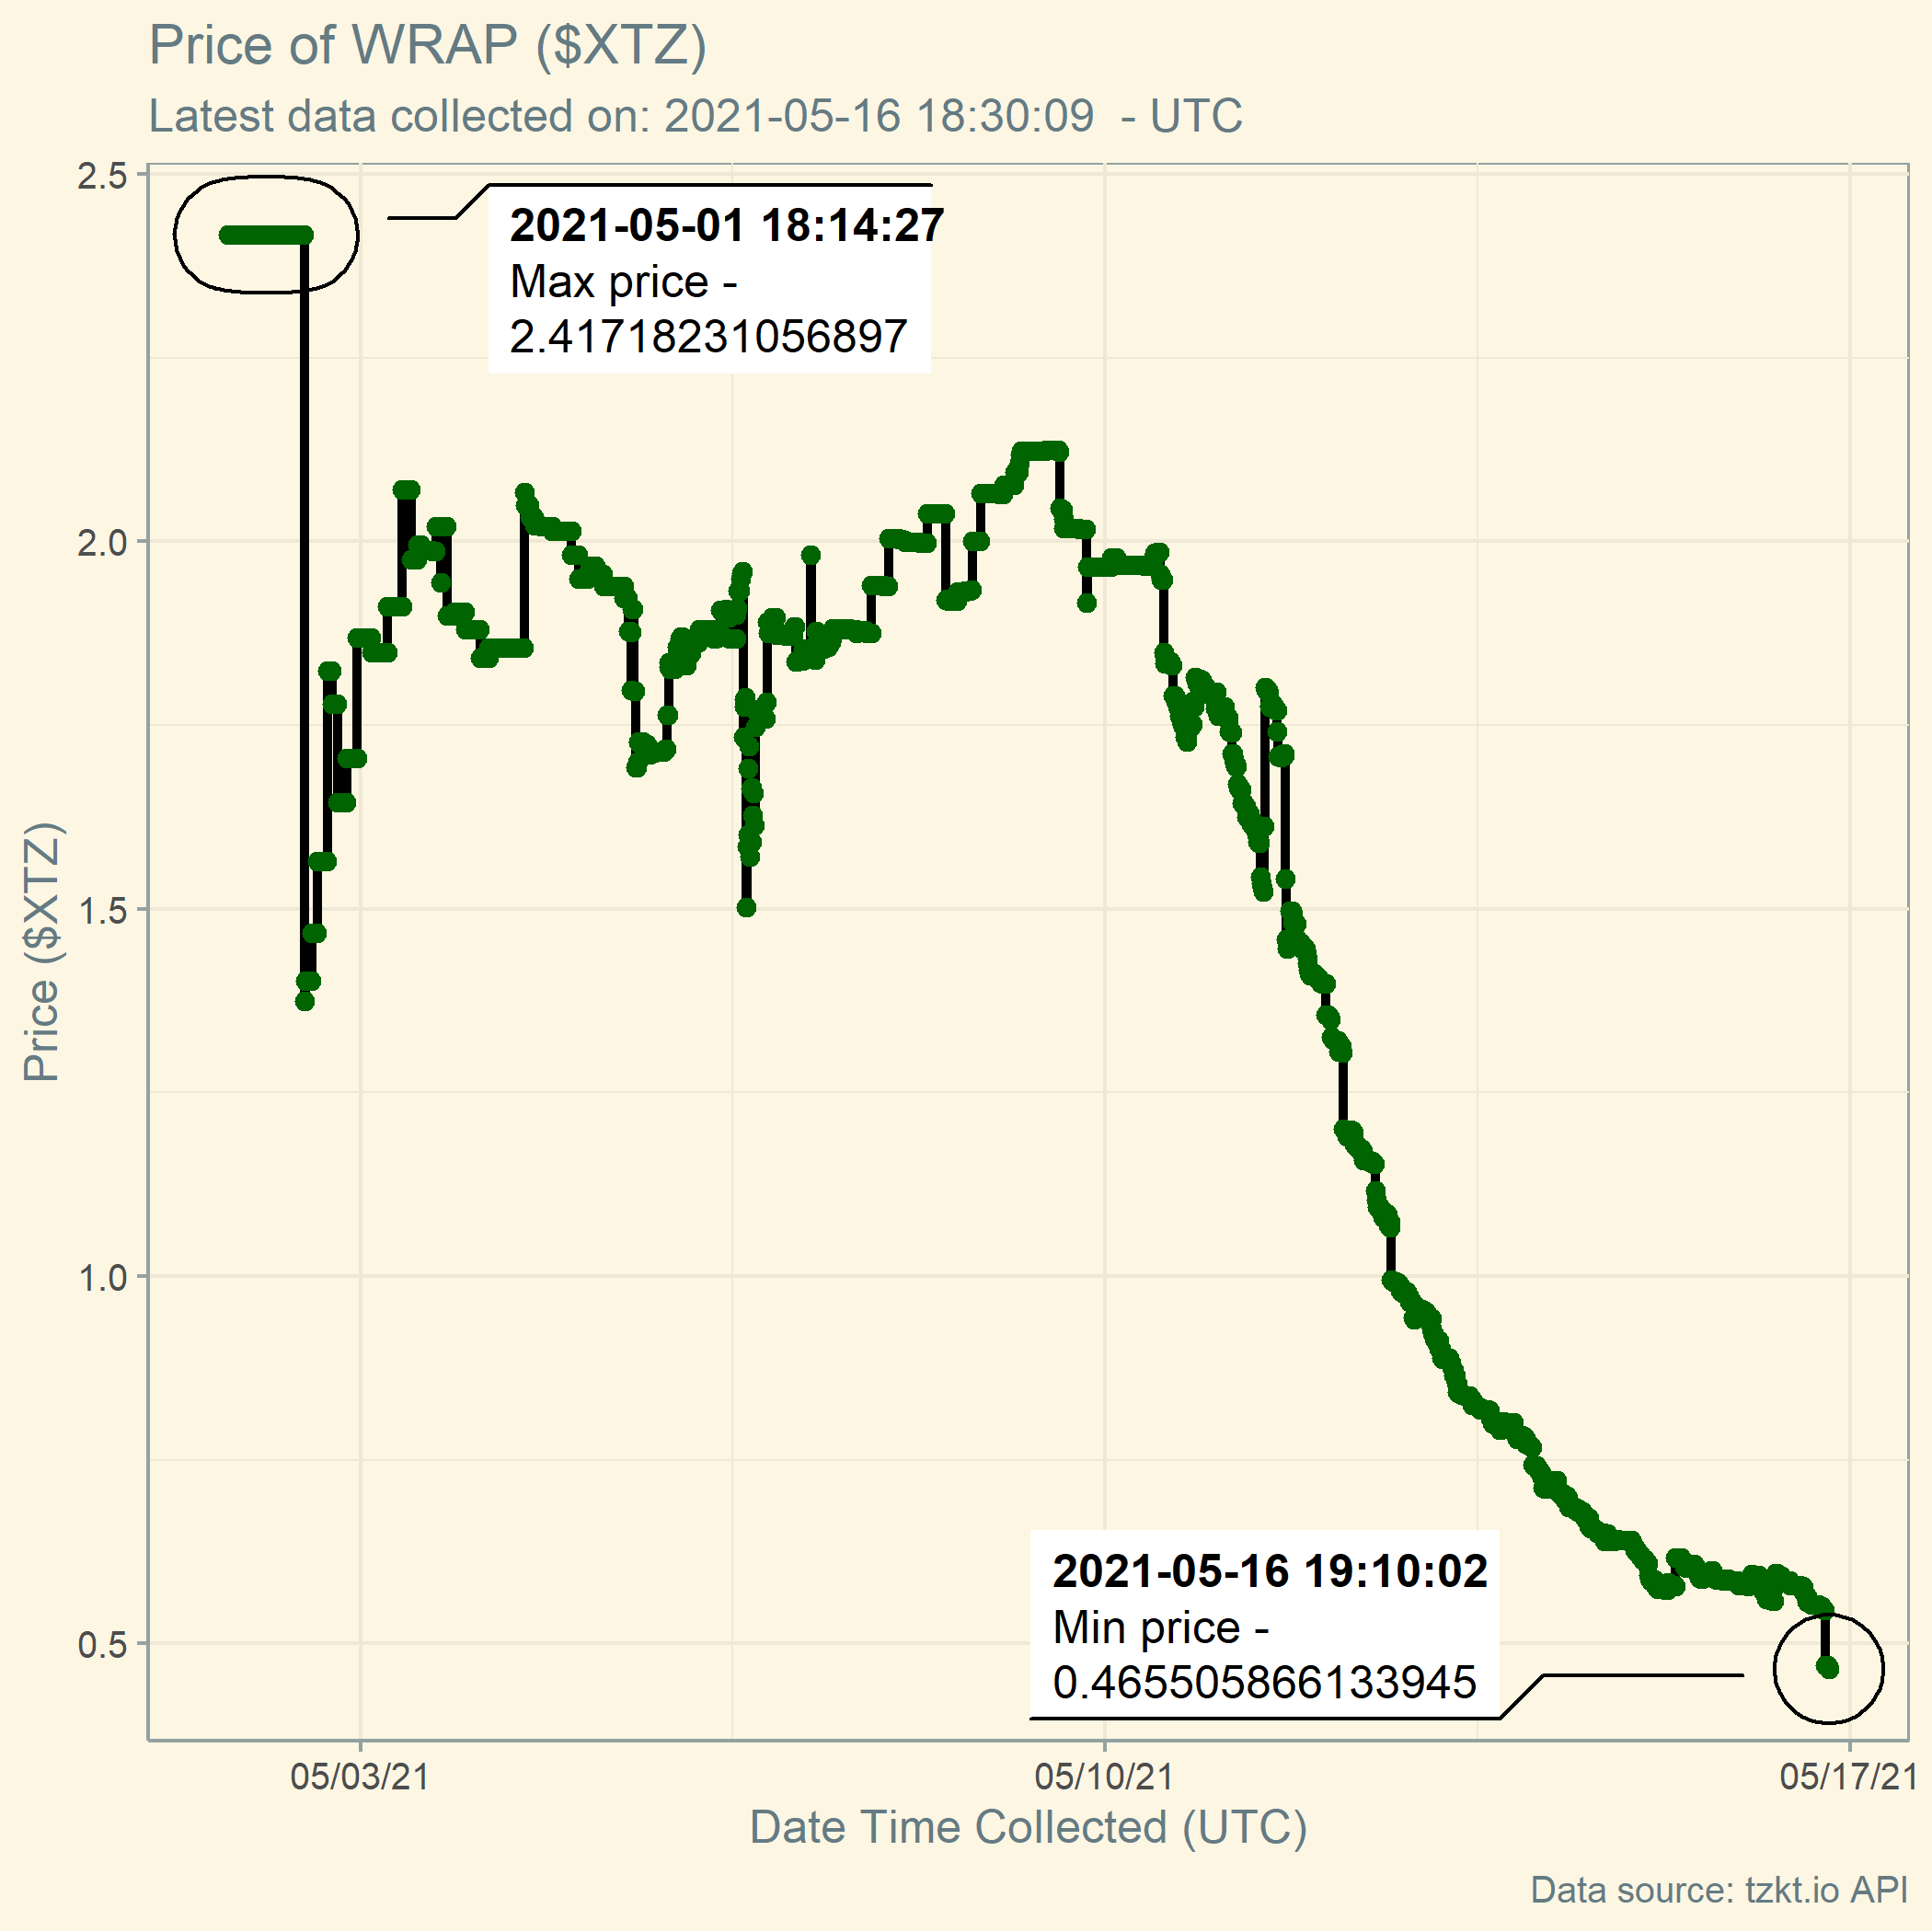 Price of WRAP ($XTZ)
Latest data collected on: 2021-05-16 18:30:09  - UTC
2.5
2.0
1.5
1.0
0.5
Price ($XTZ)
2021-05-01 18:14:27
Max price -
2.41718231056897
2021-05-16 19:10:02
Min price -
0.465505866133945
05/03/21
05/10/21
05/17/21
Date Time Collected (UTC)
Data source: tzkt.io API